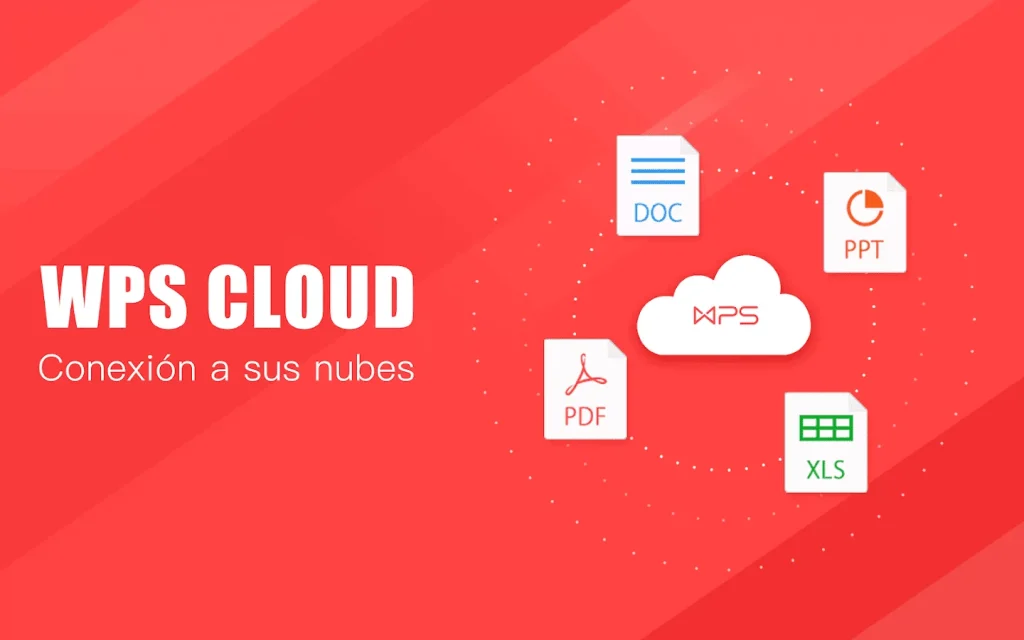 WPS CLOUD
Conexión a sus nubes
DOC
PPT
WPS
PDF
XLS